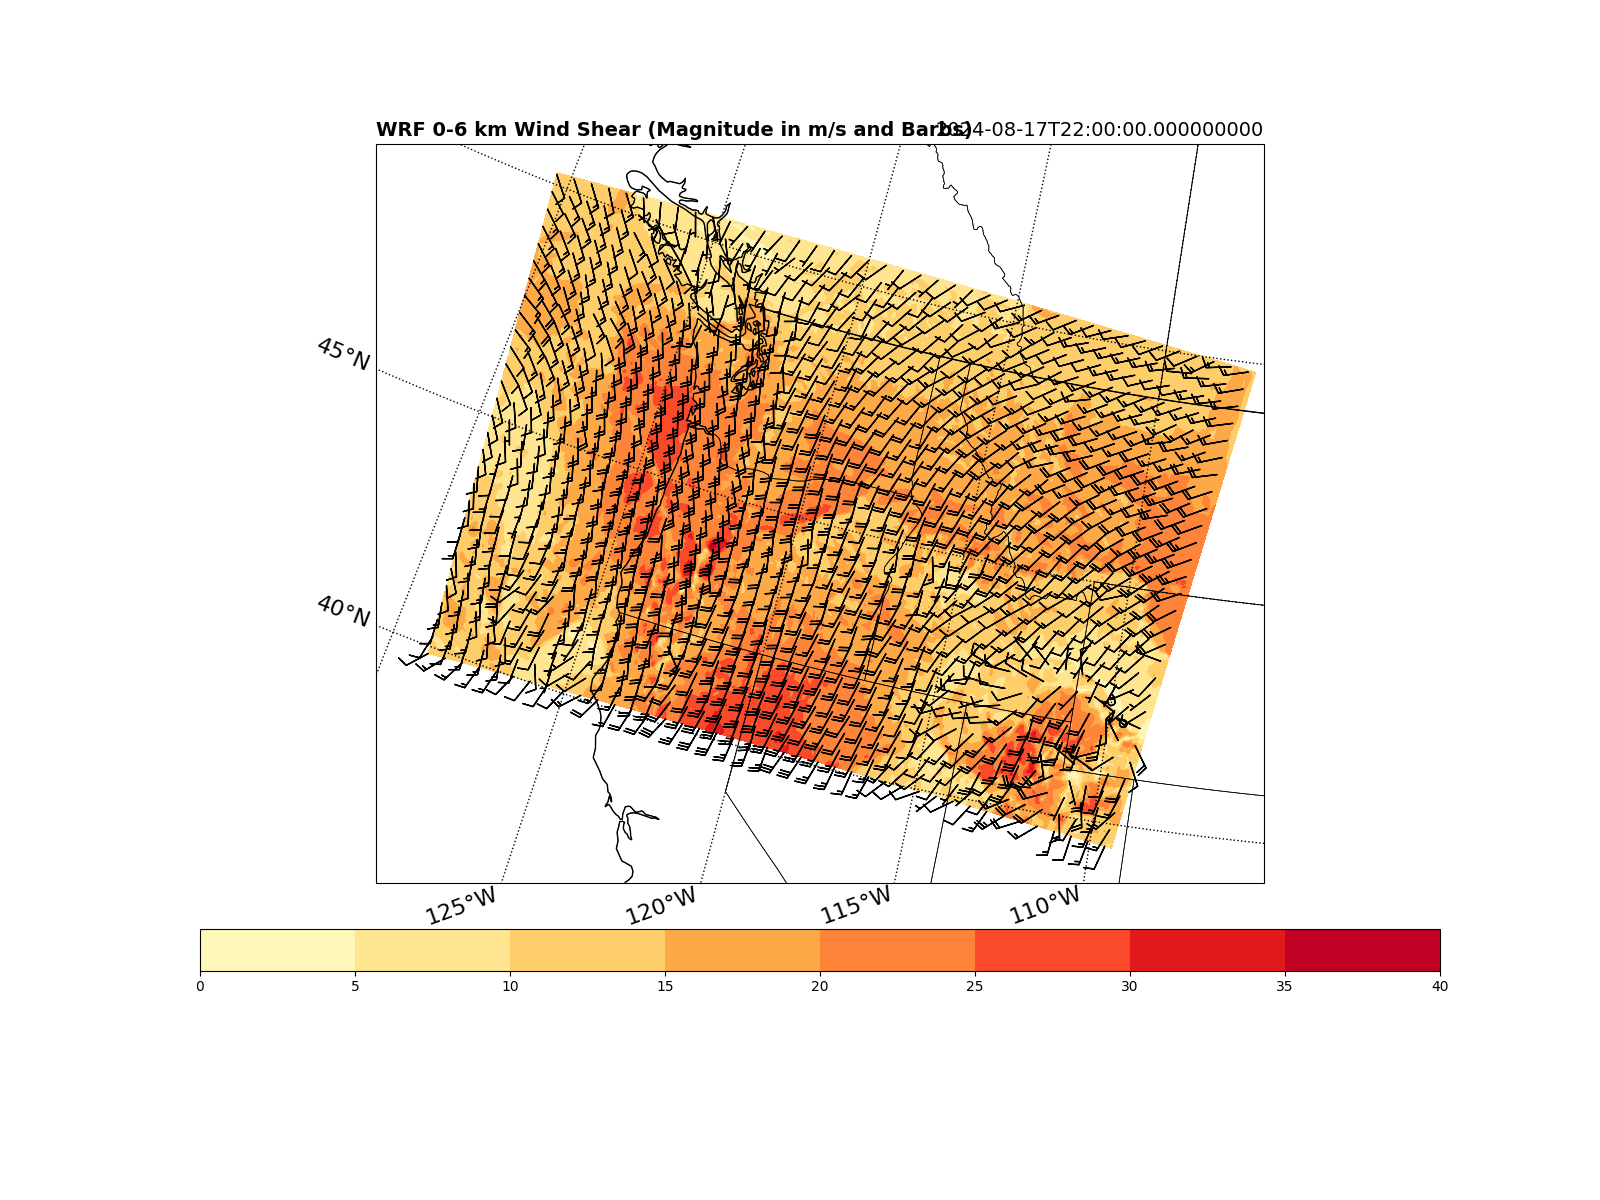 WRF 0-6 km Wind Shear (Magnitude in m/s and Barbs) 2024-08-17T22:00:00.000000000
45°N
40°N
125°W 120°W 115°W 110°W
0 5 10 15 20 25 30 35 40